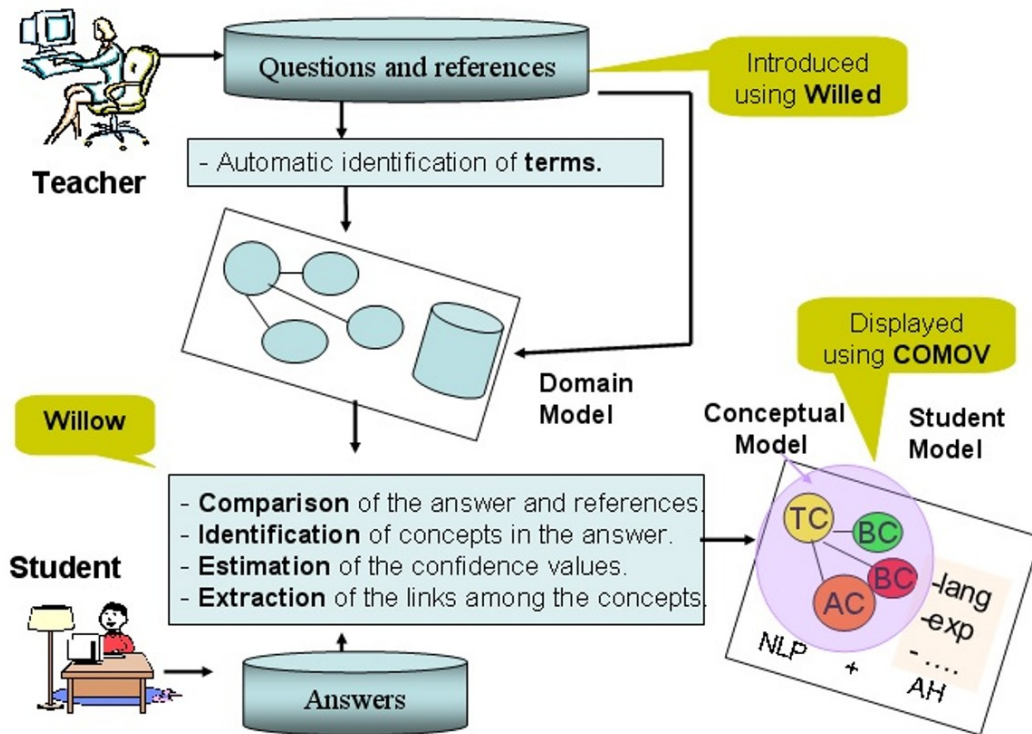 Questions and references
Introduced
using Willed
Teacher
- Automatic identification of terms.
Domain
Model
Displayed
using COMOV
Willow
Conceptual
Model
Student
Model
- Comparison of the answer and references.
- Identification of concepts in the answer.
- Estimation of the confidence values.
- Extraction of the links among the concepts.
TC
BC
BC
AC
-lang
-exp
- ....
NLP + AH
Student
Answers